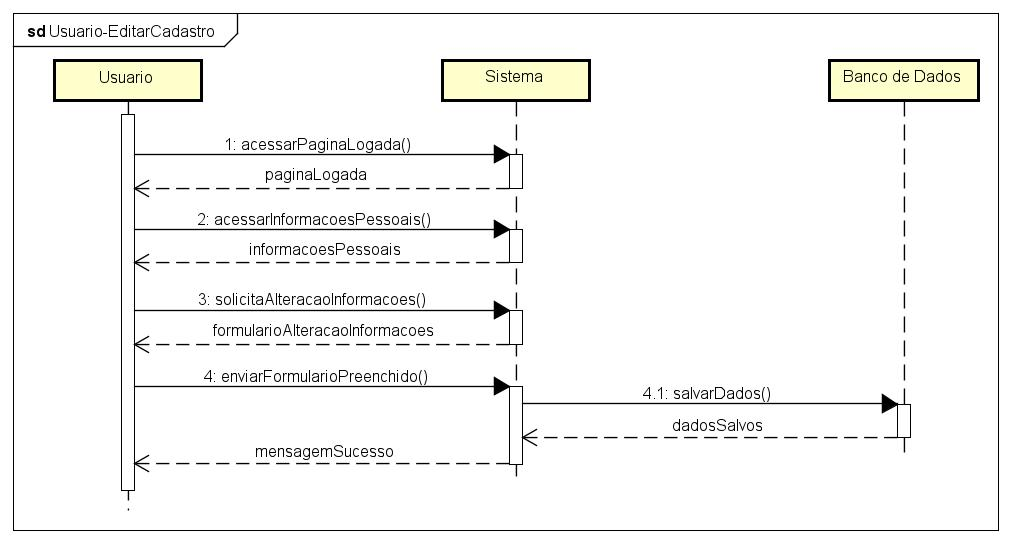 sd Usuario-EditarCadastro
Usuario
Sistema
Banco de Dados
1: acessarPaginaLogada()
paginaLogada
2: acessarInformacoesPessoais()
informacoesPessoais
3: solicitaAlteracaoInformacoes()
formularioAlteracaoInformacoes
4: enviarFormularioPreenchido()
4.1: salvarDados()
dadosSalvos
mensagemSucesso